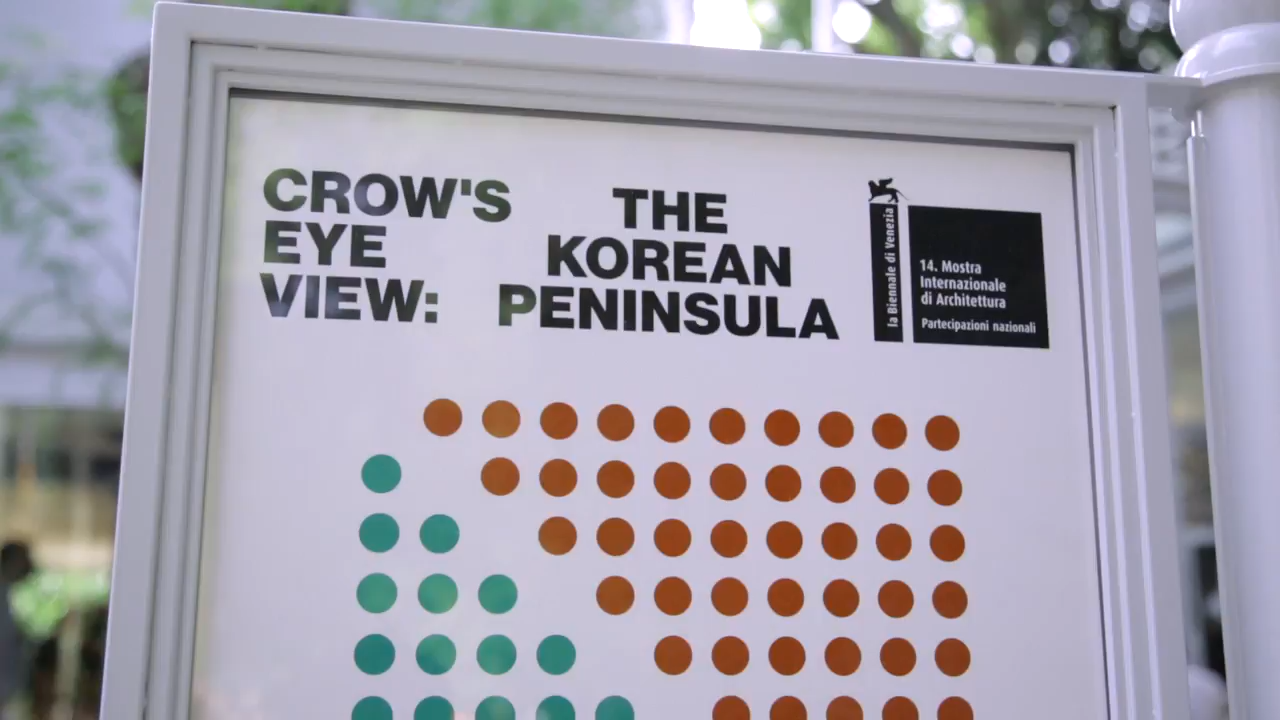 CROW'S
EYE
VIEW:
THE
KOREAN
PENINSULA
la Biennale di Venezia
14. Mostra
Internazionale
di Architettura
Partecipazioni nazionali